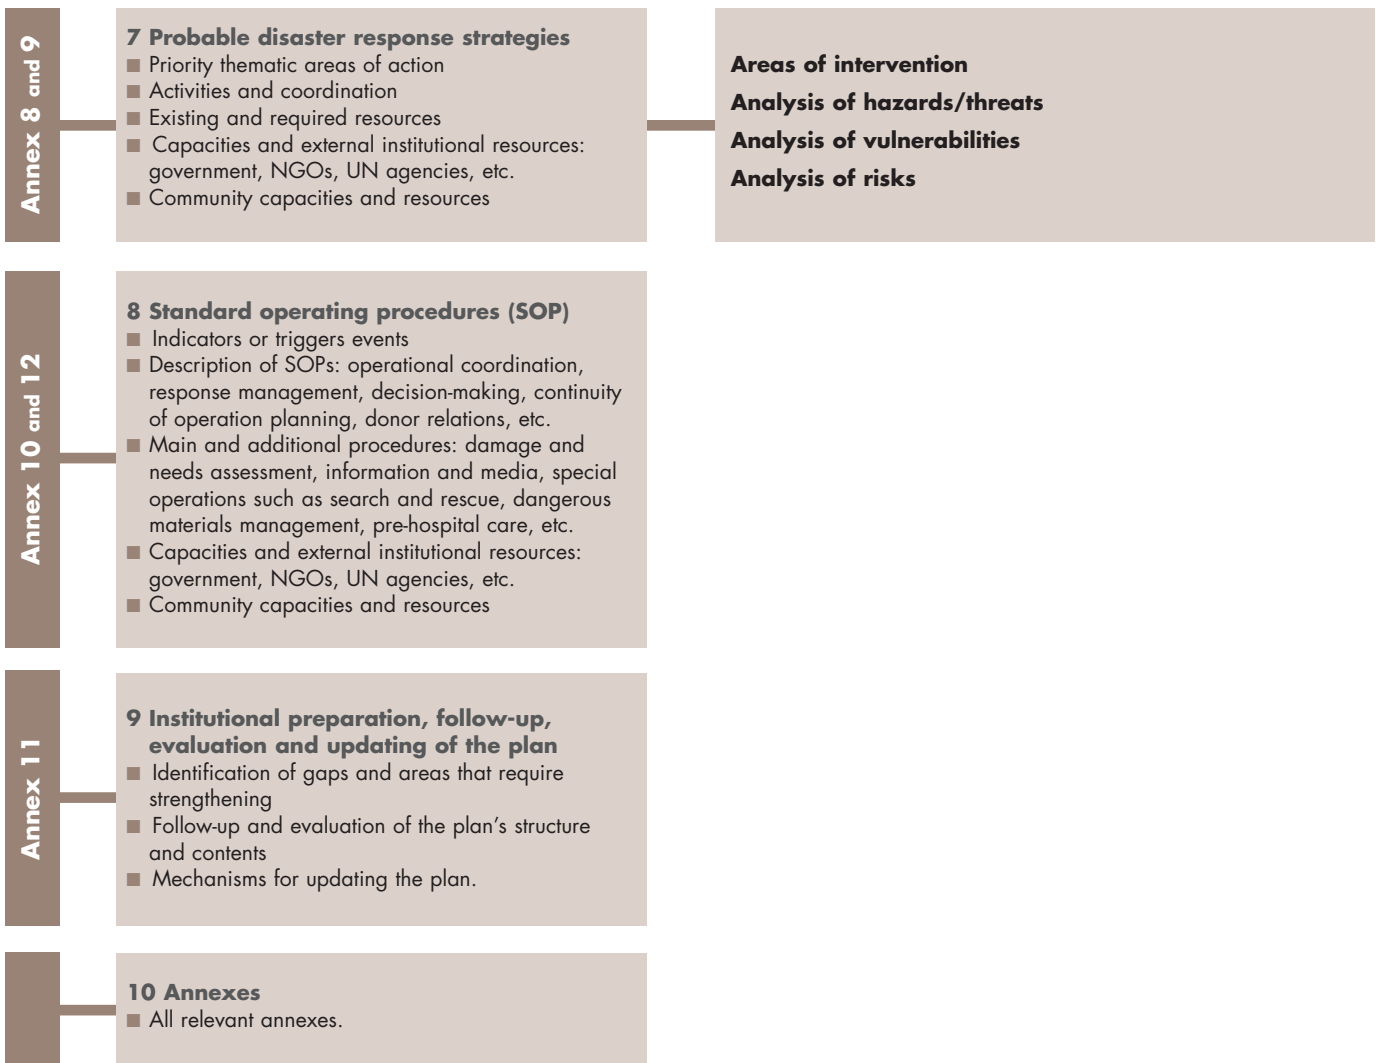 Annex 8 and 9
7 Probable disaster response strategies
■ Priority thematic areas of action
■ Activities and coordination
■ Existing and required resources
■ Capacities and external institutional resources:
government, NGOs, UN agencies, etc.
■ Community capacities and resources
Areas of intervention
Analysis of hazards/threats
Analysis of vulnerabilities
Analysis of risks
Annex 10 and 12
8 Standard operating procedures (SOP)
■ Indicators or triggers events
■ Description of SOPs: operational coordination,
response management, decision-making, continuity
of operation planning, donor relations, etc.
■ Main and additional procedures: damage and
needs assessment, information and media, special
operations such as search and rescue, dangerous
materials management, pre-hospital care, etc.
■ Capacities and external institutional resources:
government, NGOs, UN agencies, etc.
■ Community capacities and resources
Annex 11
9 Institutional preparation, follow-up,
evaluation and updating of the plan
■ Identification of gaps and areas that require
strengthening
■ Follow-up and evaluation of the plan’s structure
and contents
■ Mechanisms for updating the plan.
10 Annexes
■ All relevant annexes.